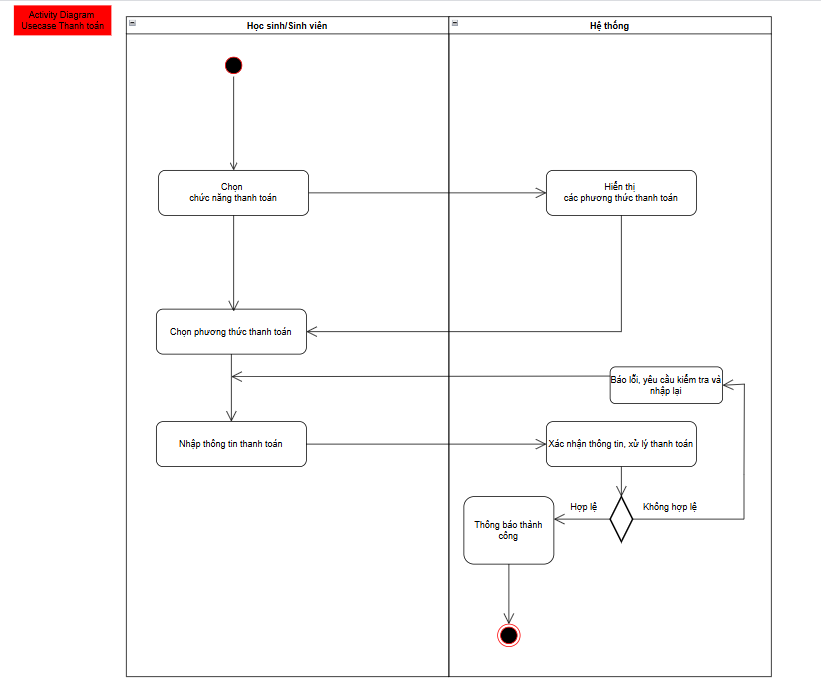 Activity Diagram
Usecase Thanh toán
Học sinh/Sinh viên
Hệ thống
Chọn
chức năng thanh toán
Hiển thị
các phương thức thanh toán
Chọn phương thức thanh toán
Báo lỗi, yêu cầu kiểm tra và
nhập lại
Nhập thông tin thanh toán
Xác nhận thông tin, xử lý thanh toán
Hợp lệ
Không hợp lệ
Thông báo thành
công